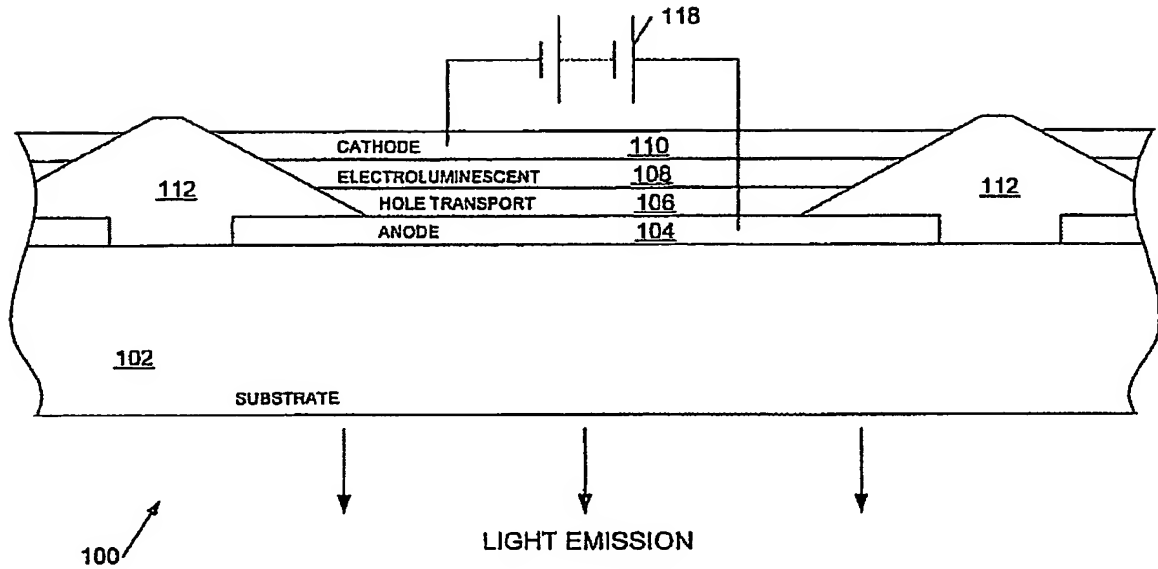 118
CATHODE 110
ELECTROLUMINESCENT 108
112
112
HOLE TRANSPORT 106
ANODE 104
102
SUBSTRATE
LIGHT EMISSION
100